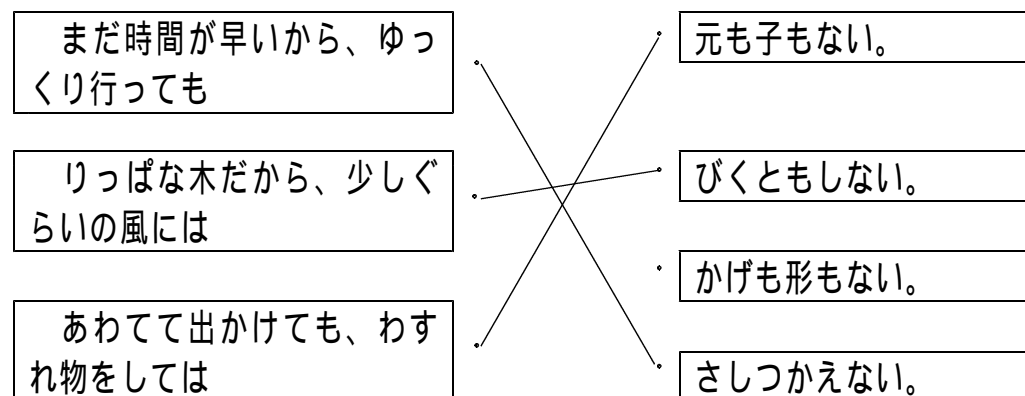 まだ時間が早いから、ゆっ
くり行っても
りっぱな木だから、少しぐ
らいの風には
あわてて出かけても、わす
れ物をしては
元も子もない。
びくともしない。
かげも形もない。
さしつかえない。